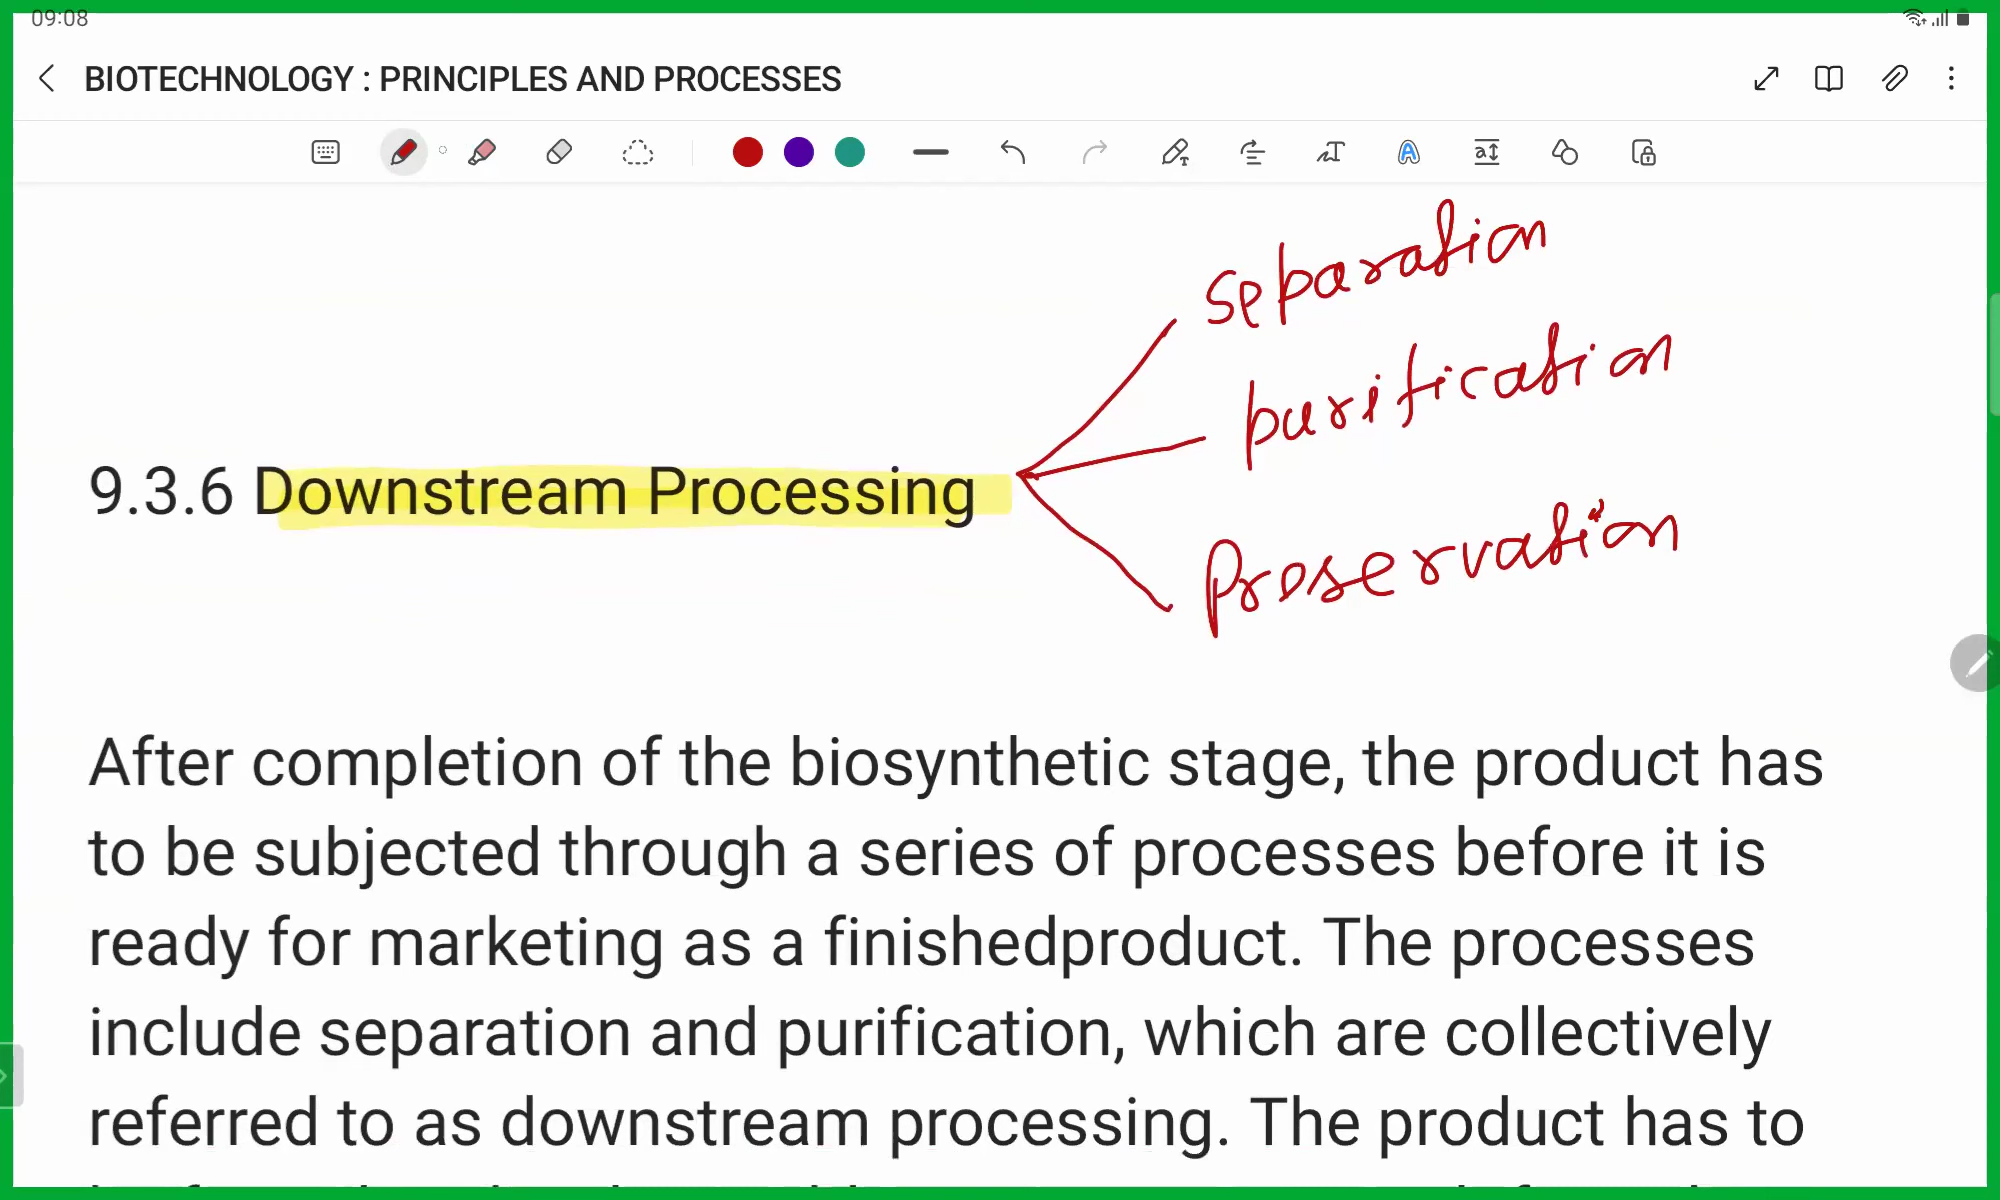 09:08
BIOTECHNOLOGY : PRINCIPLES AND PROCESSES
separation
purification
9.3.6 Downstream Processing
Preservation
After completion of the biosynthetic stage, the product has
to be subjected through a series of processes before it is
ready for marketing as a finishedproduct. The processes
include separation and purification, which are collectively
referred to as downstream processing. The product has to